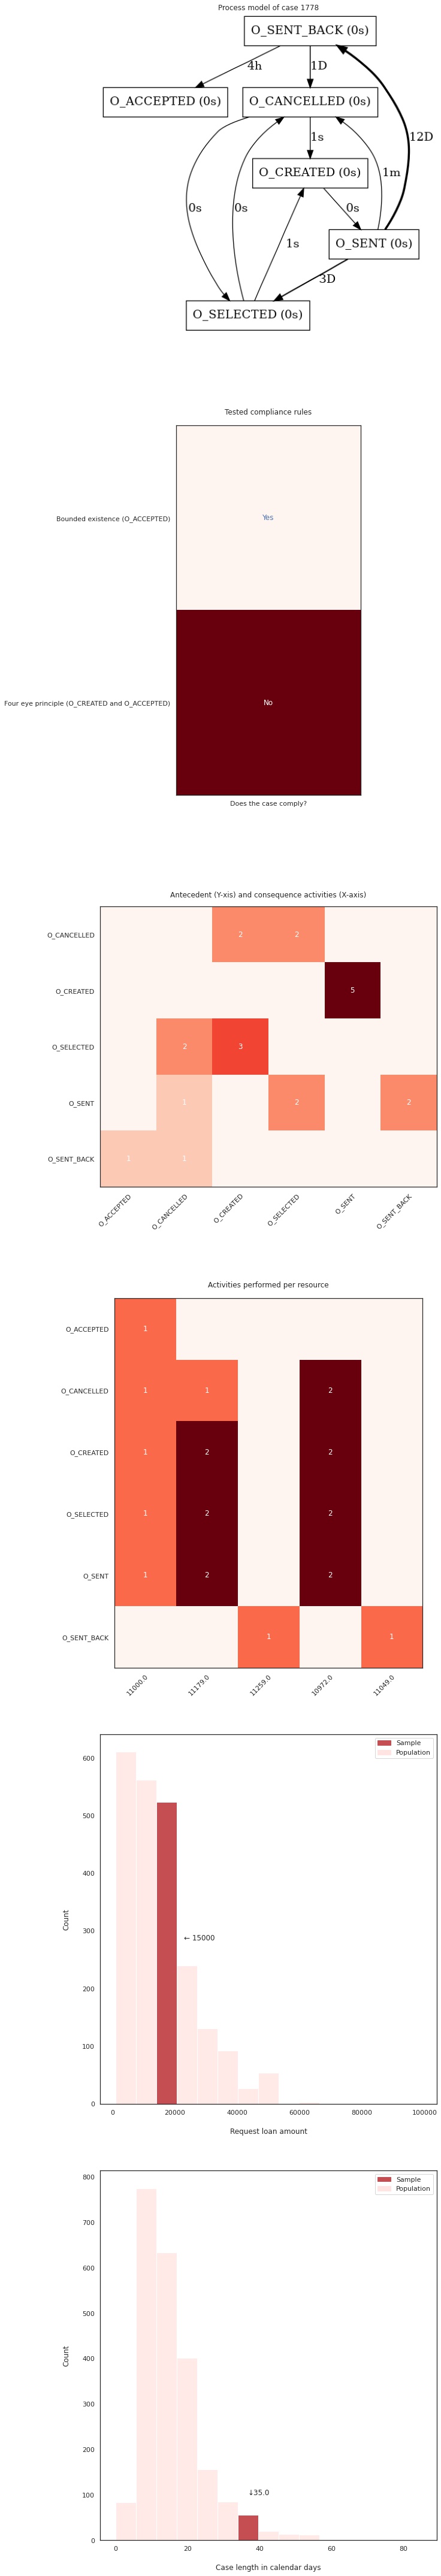 Process model of case 1778
O_SENT_BACK (0s)
4h
1D
O_ACCEPTED (0s)
O_CANCELLED (0s)
12D
1s
O_CREATED (0s)
1m
0s
0s
0s
1s
O_SENT (0s)
3D
O_SELECTED (0s)
Tested compliance rules
Bounded existence (O_ACCEPTED)
Yes
Four eye principle (O_CREATED and O_ACCEPTED)
No
Does the case comply?
Antecedent (Y-xis) and consequence activities (X-axis)
O_CANCELLED
2
2
O_CREATED
5
O_SELECTED
2
3
O_SENT
1
2
2
O_SENT_BACK
1
1
O_ACCEPTED
O_CANCELLED
O_CREATED
O_SELECTED
O_SENT
O_SENT_BACK
Activities performed per resource
O_ACCEPTED
1
O_CANCELLED
1
1
2
O_CREATED
1
2
2
O_SELECTED
1
2
2
O_SENT
1
2
2
O_SENT_BACK
1
1
11000.0
11179.0
11259.0
10972.0
11049.0
Sample
Population
600
500
400
300
200
100
0
Count
← 15000
0
20000
40000
60000
80000
100000
Request loan amount
Sample
Population
800
700
600
500
400
300
200
100
0
Count
↓35.0
0
20
40
60
80
Case length in calendar days